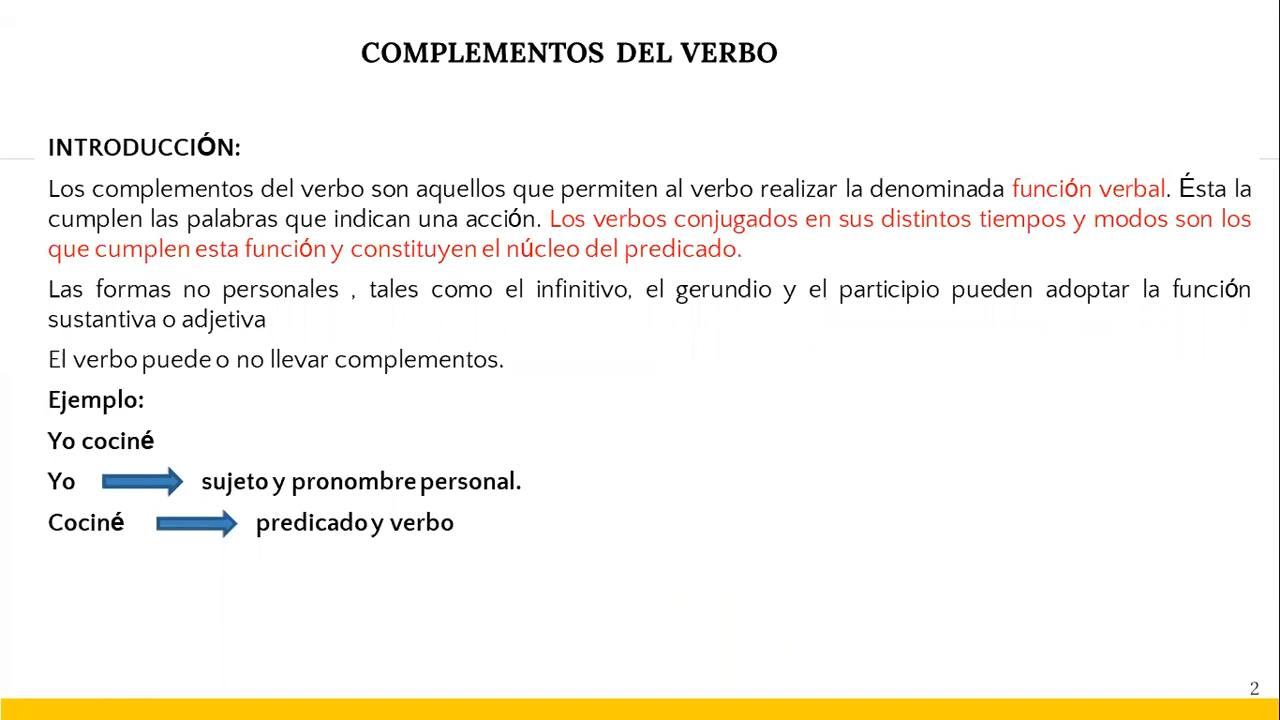 COMPLEMENTOS DEL VERBO
INTRODUCCIÓN:
Los complementos del verbo son aquellos que permiten al verbo realizar la denominada función verbal. Ésta la
cumplen las palabras que indican una acción. Los verbos conjugados en sus distintos tiempos y modos son los
que cumplen esta función y constituyen el núcleo del predicado.
Las formas no personales , tales como el infinitivo, el gerundio y el participio pueden adoptar la función
sustantiva o adjetiva
El verbo puede o no llevar complementos.
Ejemplo:
Yo cociné
Yo sujeto y pronombre personal.
Cociné predicado y verbo
2